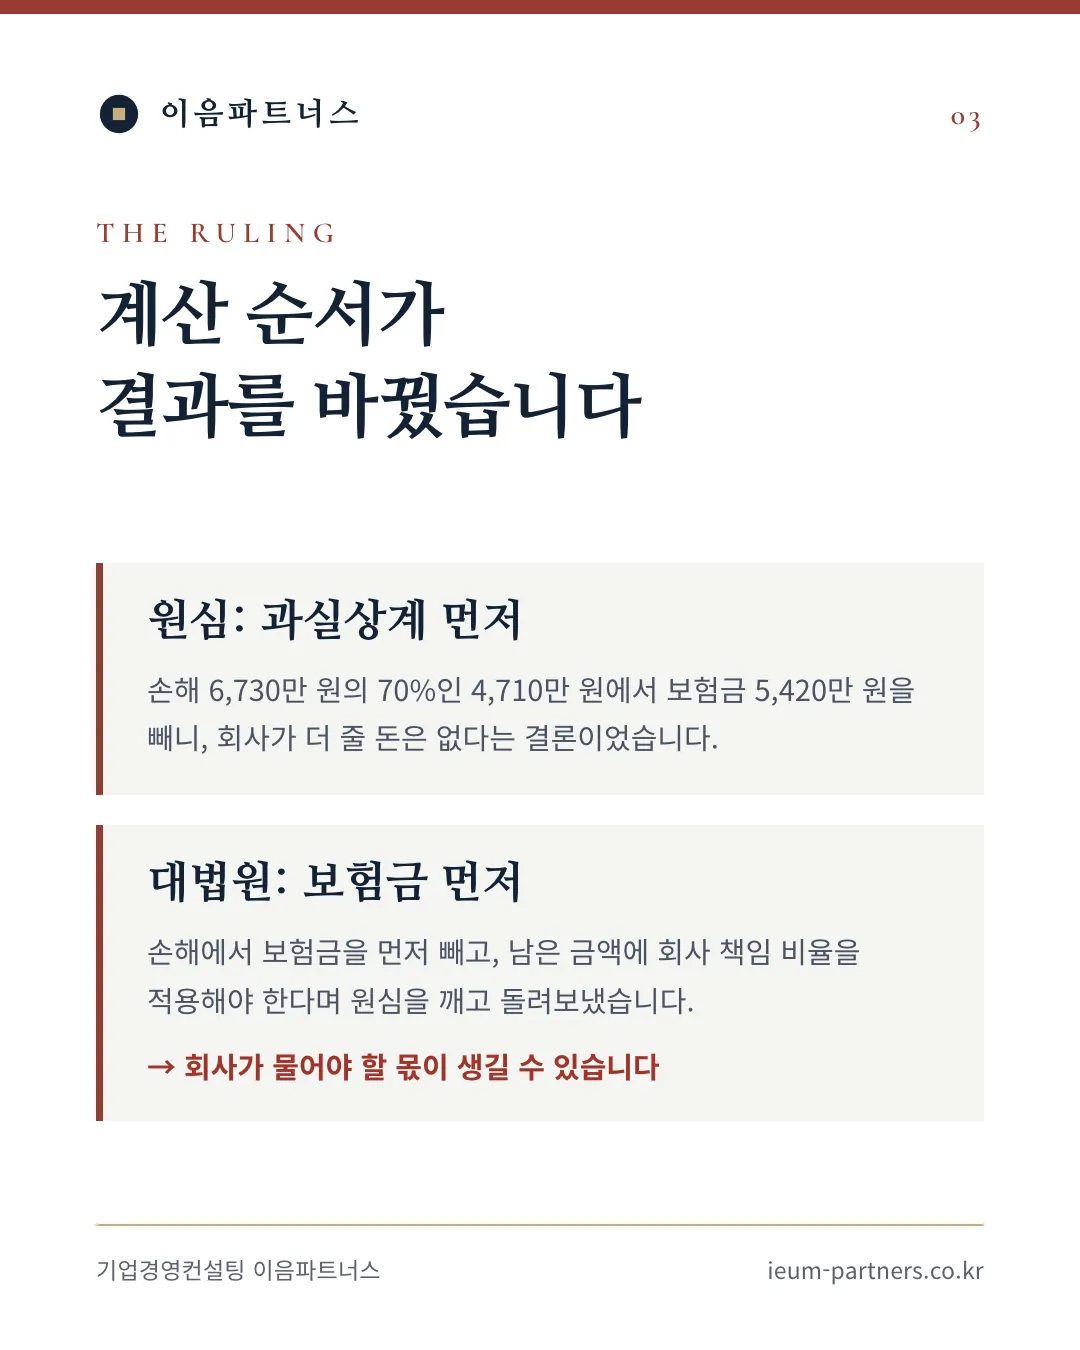 이음파트너스
03
THE RULING
계산 순서가
결과를 바꿨습니다
원심: 과실상계 먼저
손해 6,730만 원의 70%인 4,710만 원에서 보험금 5,420만 원을
빼니, 회사가 더 줄 돈은 없다는 결론이었습니다.
대법원: 보험금 먼저
손해에서 보험금을 먼저 빼고, 남은 금액에 회사 책임 비율을
적용해야 한다며 원심을 깨고 돌려보냈습니다.
→ 회사가 물어야 할 몫이 생길 수 있습니다
기업경영컨설팅 이음파트너스
ieum-partners.co.kr